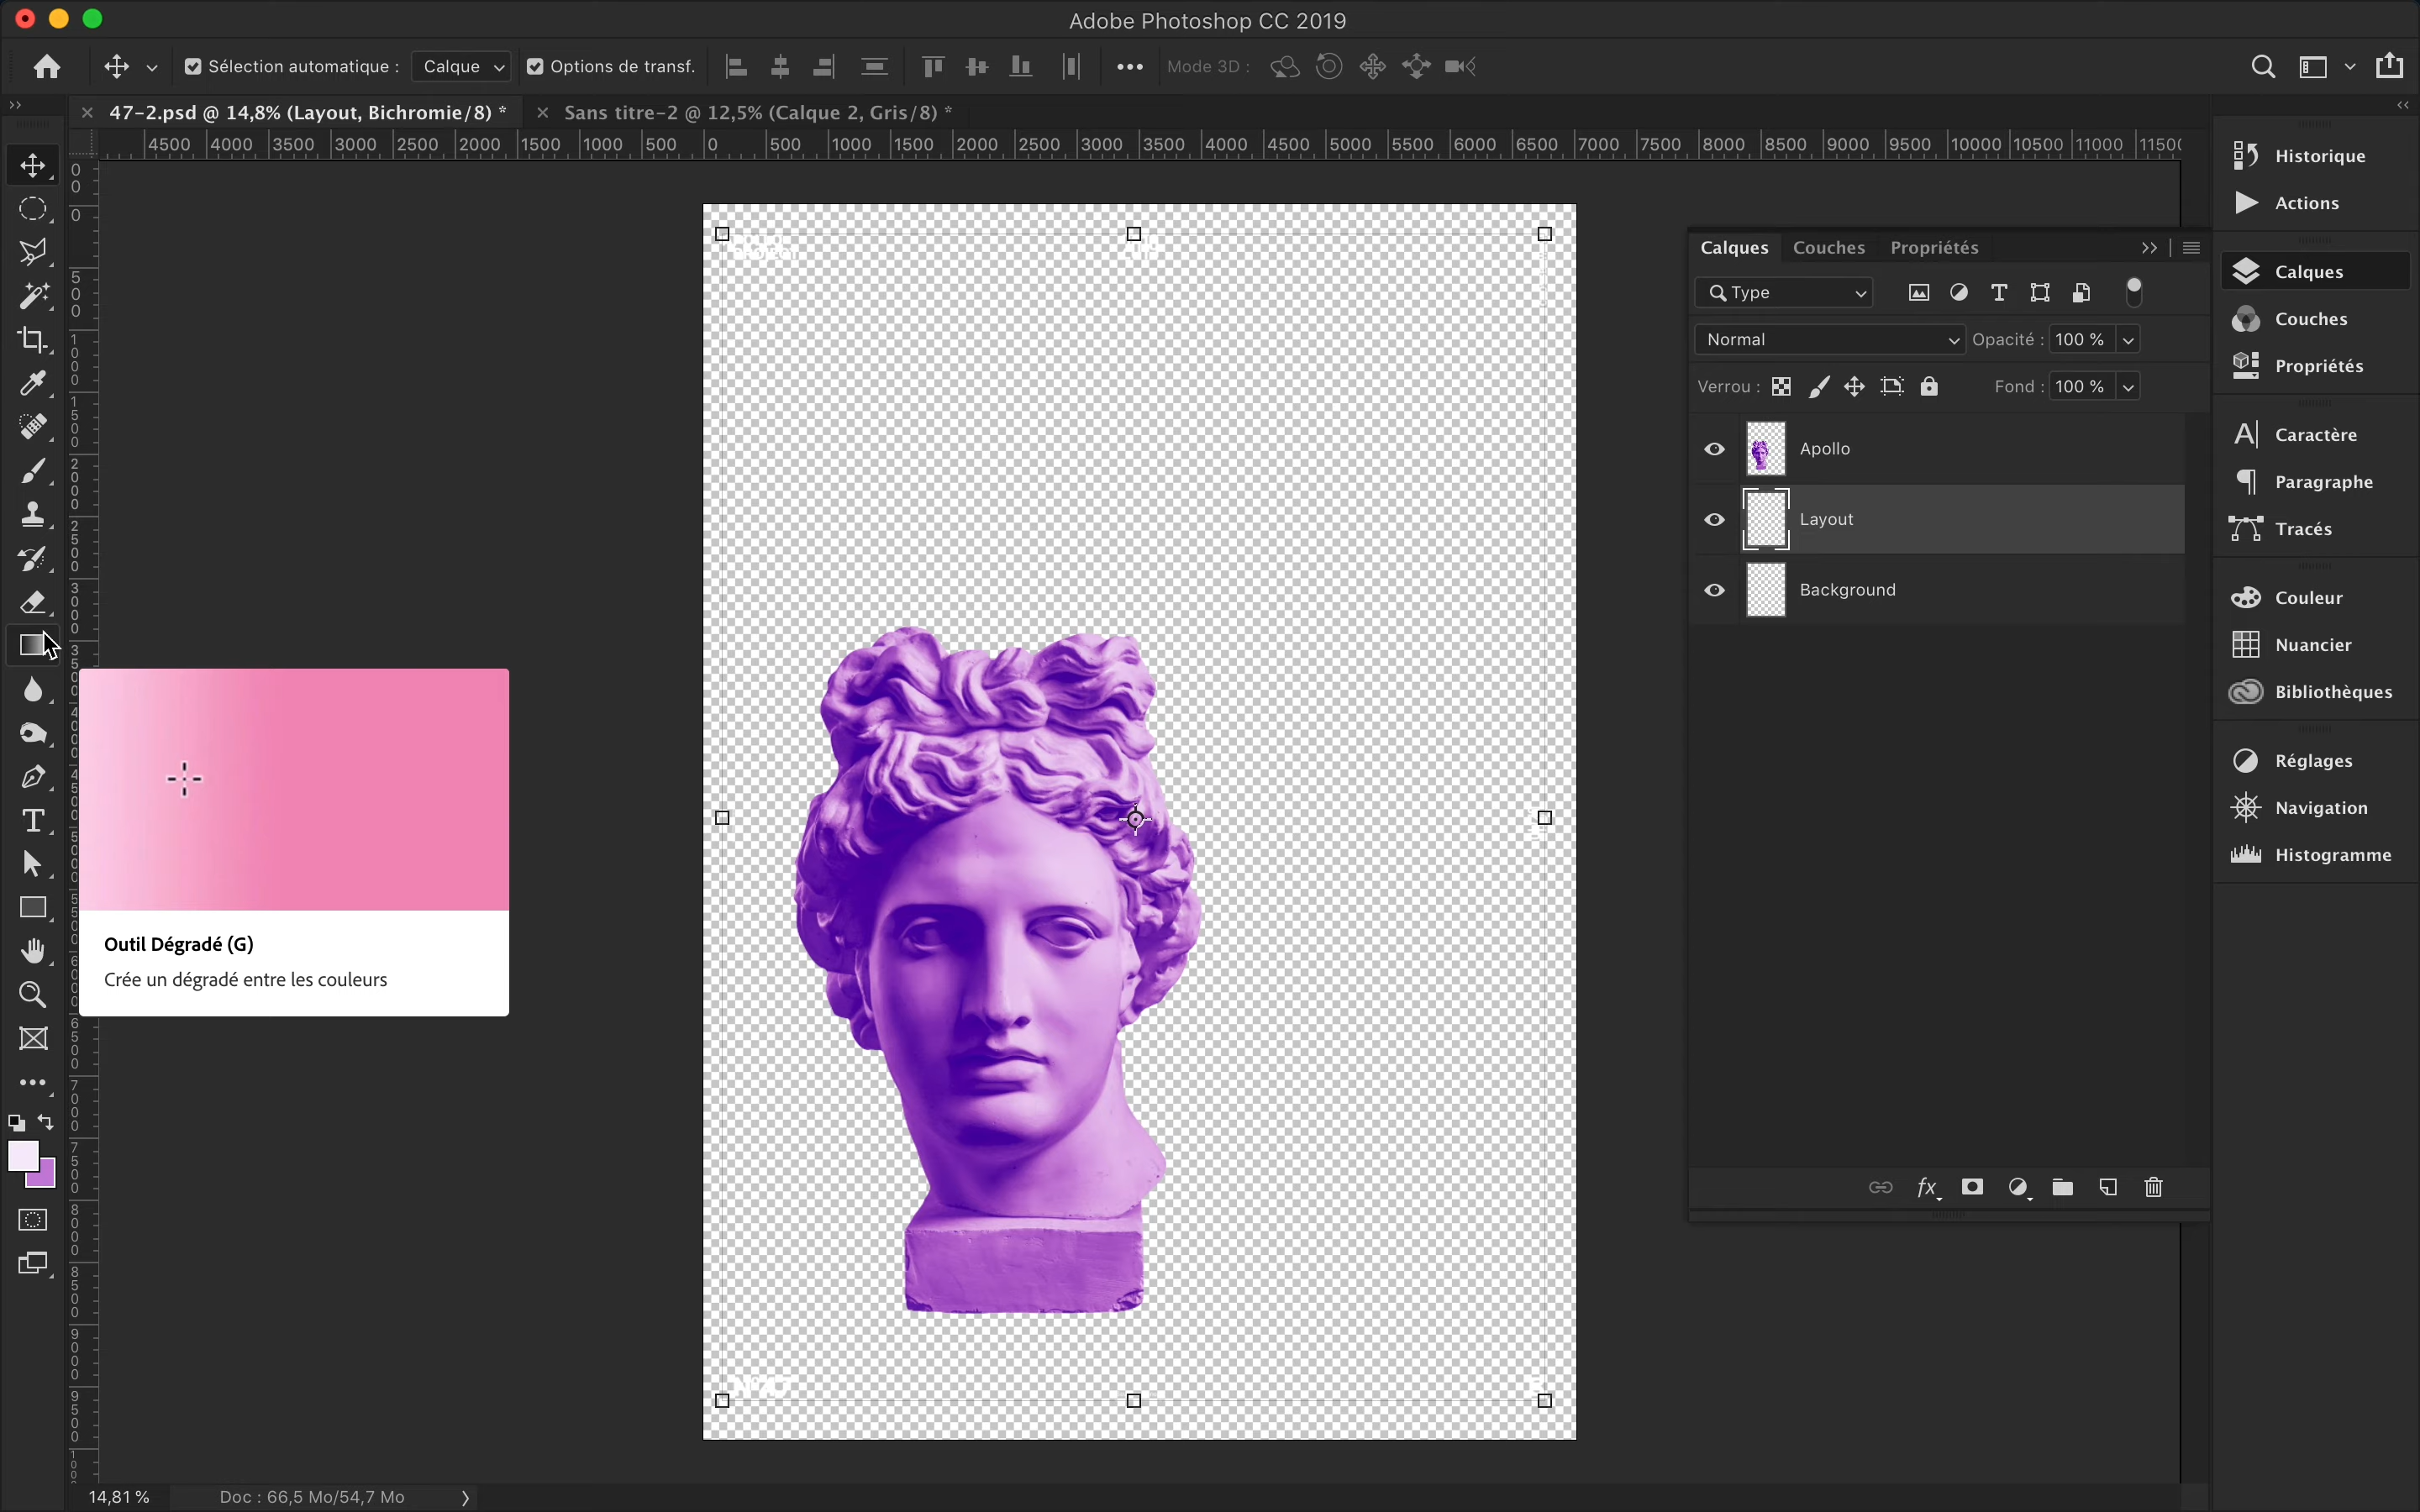 Adobe Photoshop CC 2019
Sélection automatique :
Calque
Options de transf.
Mode 3D :
47-2.psd @ 14,8% (Layout, Bichromie/8) *
Sans titre-2 @ 12,5% (Calque 2, Gris/8) *
4500 4000 3500 3000 2500 2000 1500 1000 500 0 500 1000 1500 2000 2500 3000 3500 4000 4500 5000 5500 6000 6500 7000 7500 8000 8500 9000 9500 10000 10500 11000 1150
Historique
Actions
Calques
Couches
Propriétés
Caractère
Paragraphe
Tracés
Couleur
Nuancier
Bibliothèques
Réglages
Navigation
Histogramme
Calques Couches Propriétés
Type
Normal
Opacité : 100 %
Verrou :
Fond : 100 %
Apollo
Layout
Background
fx
Outil Dégradé (G)
Crée un dégradé entre les couleurs
14,81 %
Doc : 66,5 Mo/54,7 Mo